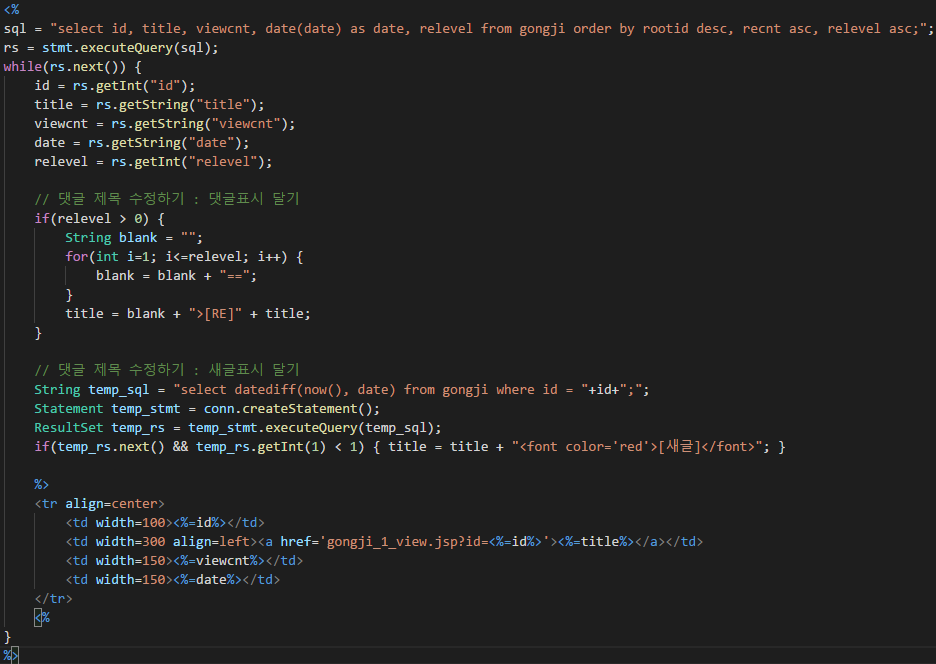 <%
sql = "select id, title, viewcnt, date(date) as date, relevel from gongji order by rootid desc, recnt asc, relevel asc;";
rs = stmt.executeQuery(sql);
while(rs.next()) {
    id = rs.getInt("id");
    title = rs.getString("title");
    viewcnt = rs.getString("viewcnt");
    date = rs.getString("date");
    relevel = rs.getInt("relevel");

    // 댓글 제목 수정하기 : 댓글표시 달기
    if(relevel > 0) {
        String blank = "";
        for(int i=1; i<=relevel; i++) {
            blank = blank + "==";
        }
        title = blank + ">[RE]" + title;
    }

    // 댓글 제목 수정하기 : 새글표시 달기
    String temp_sql = "select datediff(now(), date) from gongji where id = "+id+";";
    Statement temp_stmt = conn.createStatement();
    ResultSet temp_rs = temp_stmt.executeQuery(temp_sql);
    if(temp_rs.next() && temp_rs.getInt(1) < 1) { title = title + "<font color='red'>[새글]</font>"; }

    %>
    <tr align=center>
        <td width=100><%=id%></td>
        <td width=300 align=left><a href='gongji_1_view.jsp?id=<%=id%>'><%=title%></a></td>
        <td width=150><%=viewcnt%></td>
        <td width=150><%=date%></td>
    </tr>
    <%
}
%>